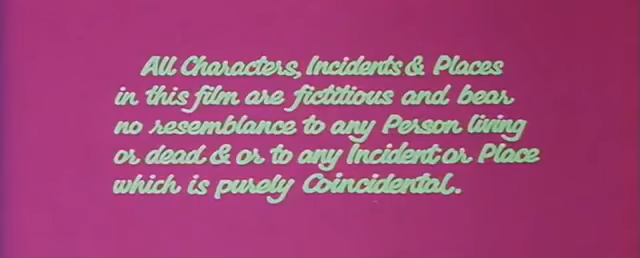 All Characters, Incidents & Places
in this film are fictitious and bear
no resemblance to any Person living
or dead & or to any Incident or Place
which is purely Coincidental.